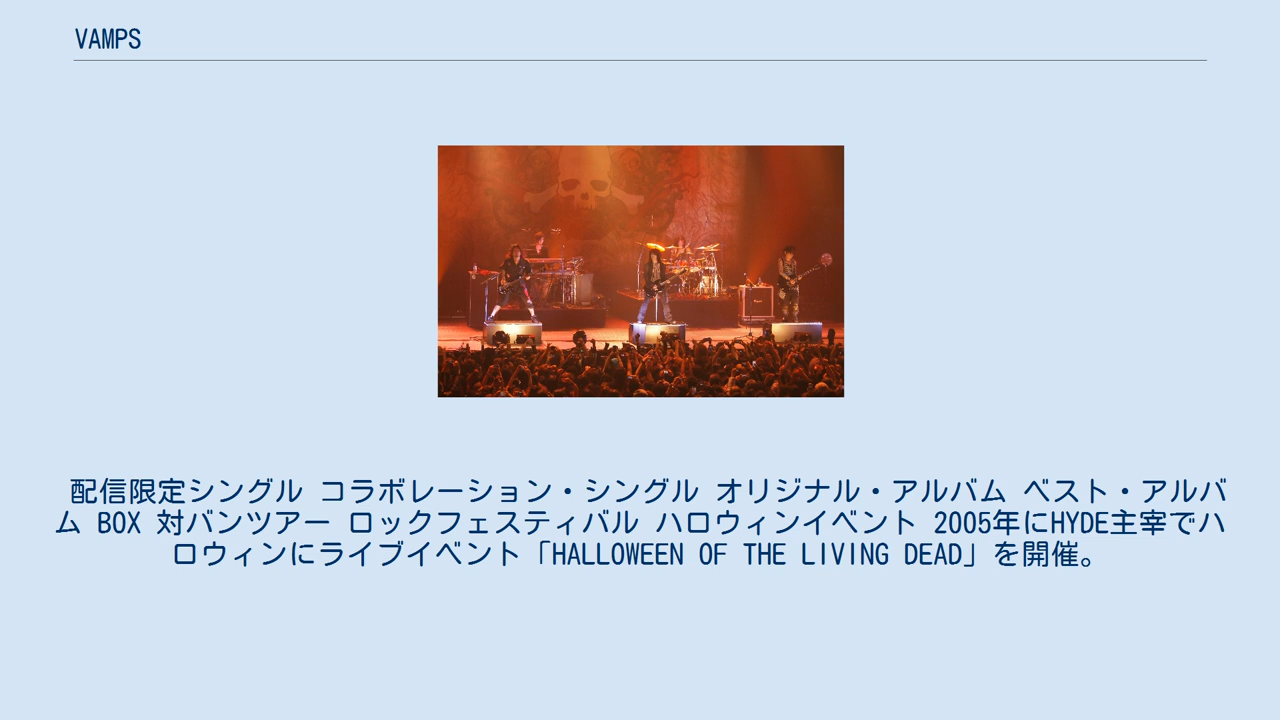 VAMPS
配信限定シングル コラボレーション・シングル オリジナル・アルバム ベスト・アルバ
ム BOX 対バンツアー ロックフェスティバル ハロウィンイベント 2005年にHYDE主宰でハ
ロウィンにライブイベント「HALLOWEEN OF THE LIVING DEAD」を開催。